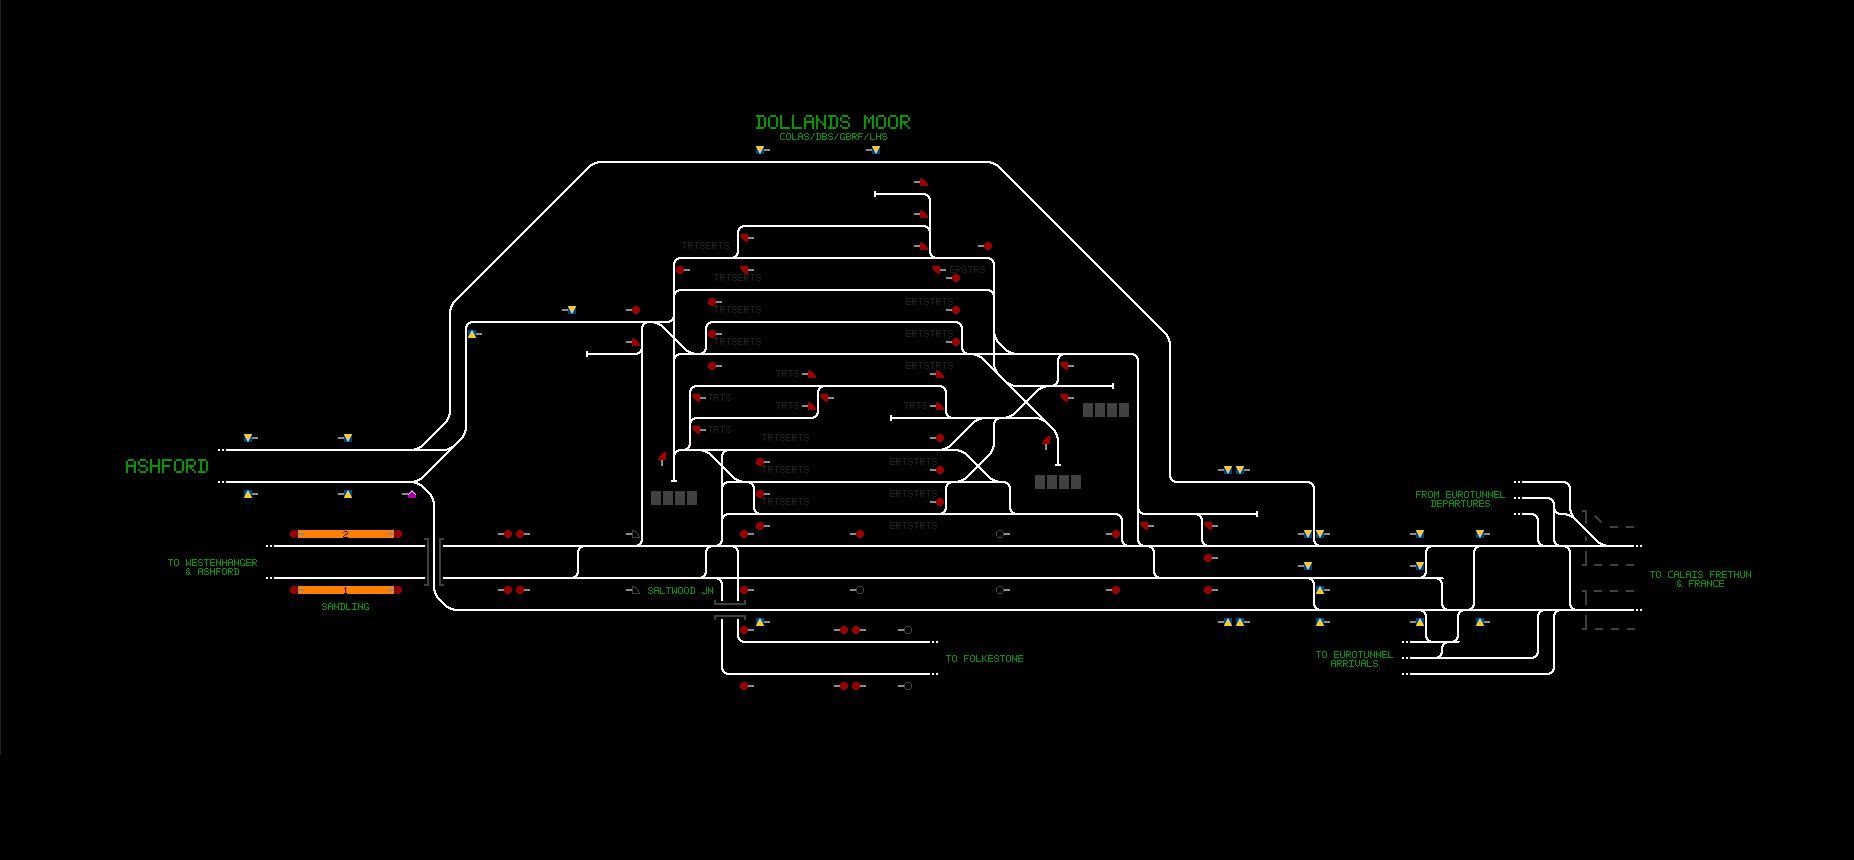 DOLLANDS MOOR
COLAS/DBS/GBRF/LHS
TRTSERTS
ERSTRS
TRTSERTS
ERTSTRTS
TRTSERTS
ERTSTRTS
TRTSERTS
ERTSTRTS
TRTS
TRTS
TRTS
TRTS
TRTS
TRTSERTS
ASHFORD
ERTSTRTS
TRTSERTS
ERTSTRTS
TRTSERTS
ERTSTRTS
FROM EUROTUNNEL
DEPARTURES
2
TO WESTENHANGER
& ASHFORD
1
SANDLING
SALTWOOD JN
TO CALAIS FRETHUN
& FRANCE
TO FOLKESTONE
TO EUROTUNNEL
ARRIVALS